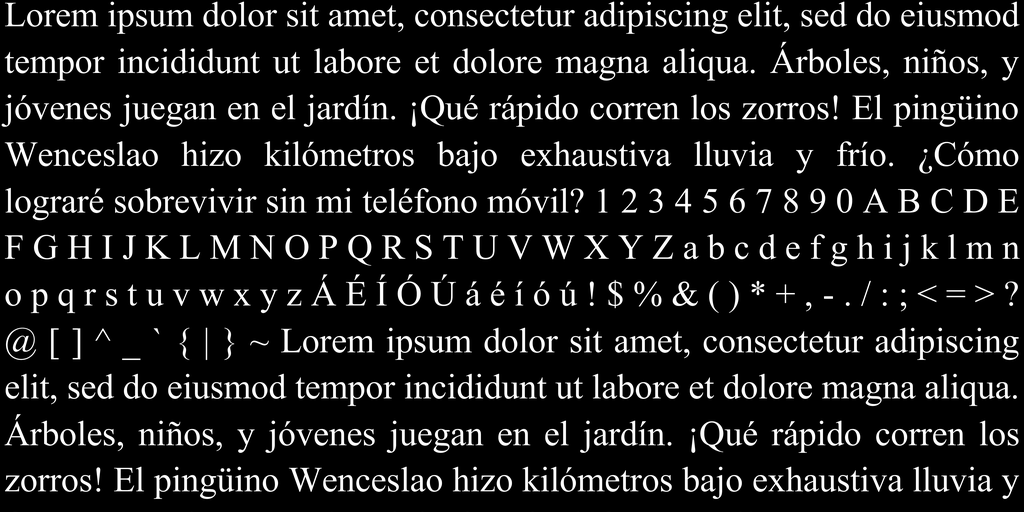 Lorem ipsum dolor sit amet, consectetur adipiscing elit, sed do eiusmod
tempor incididunt ut labore et dolore magna aliqua. Árboles, niños, y
jóvenes juegan en el jardín. ¡Qué rápido corren los zorros! El pingüino
Wenceslao hizo kilómetros bajo exhaustiva lluvia y frío. ¿Cómo
lograré sobrevivir sin mi teléfono móvil? 1 2 3 4 5 6 7 8 9 0 A B C D E
F G H I J K L M N O P Q R S T U V W X Y Z a b c d e f g h i j k l m n
o p q r s t u v w x y z Á É Í Ó Ú á é í ó ú ! $ % & ( ) * + , - . / : ; < = > ?
@ [ ] ^ _ ` { | } ~ Lorem ipsum dolor sit amet, consectetur adipiscing
elit, sed do eiusmod tempor incididunt ut labore et dolore magna aliqua.
Árboles, niños, y jóvenes juegan en el jardín. ¡Qué rápido corren los
zorros! El pingüino Wenceslao hizo kilómetros bajo exhaustiva lluvia y